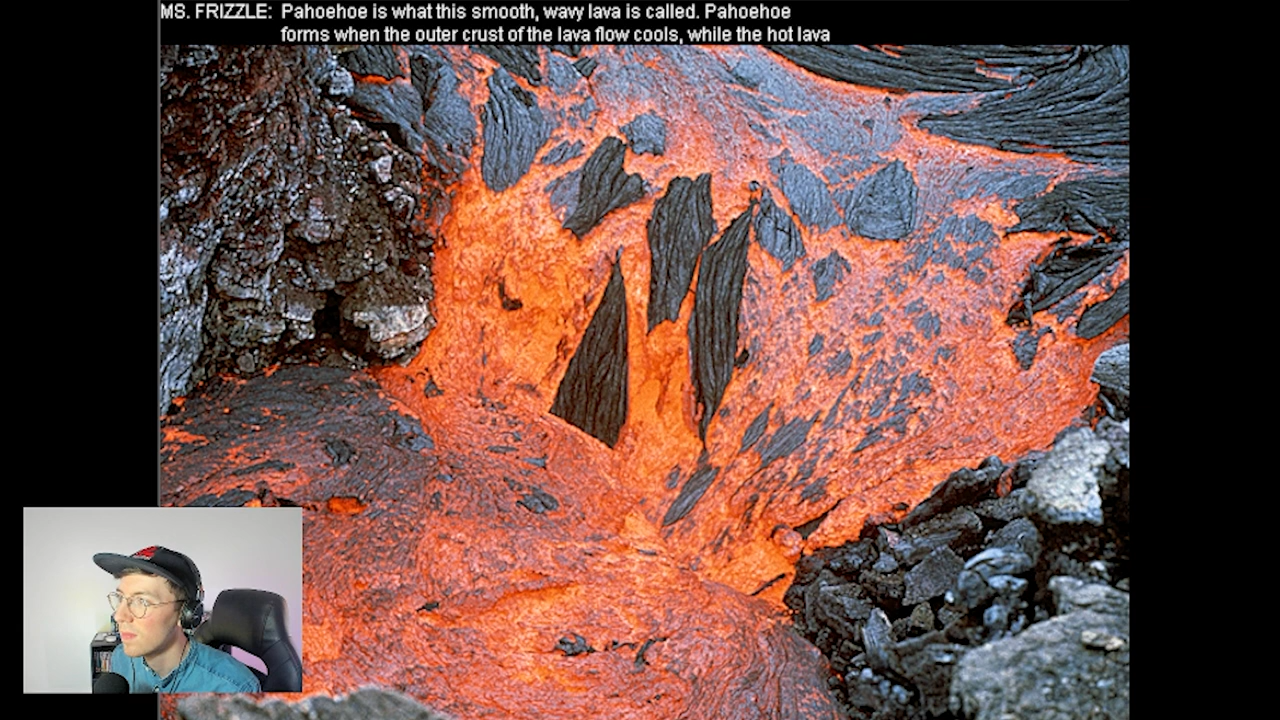 MS. FRIZZLE: Pahoehoe is what this smooth, wavy lava is called. Pahoehoe
forms when the outer crust of the lava flow cools, while the hot lava